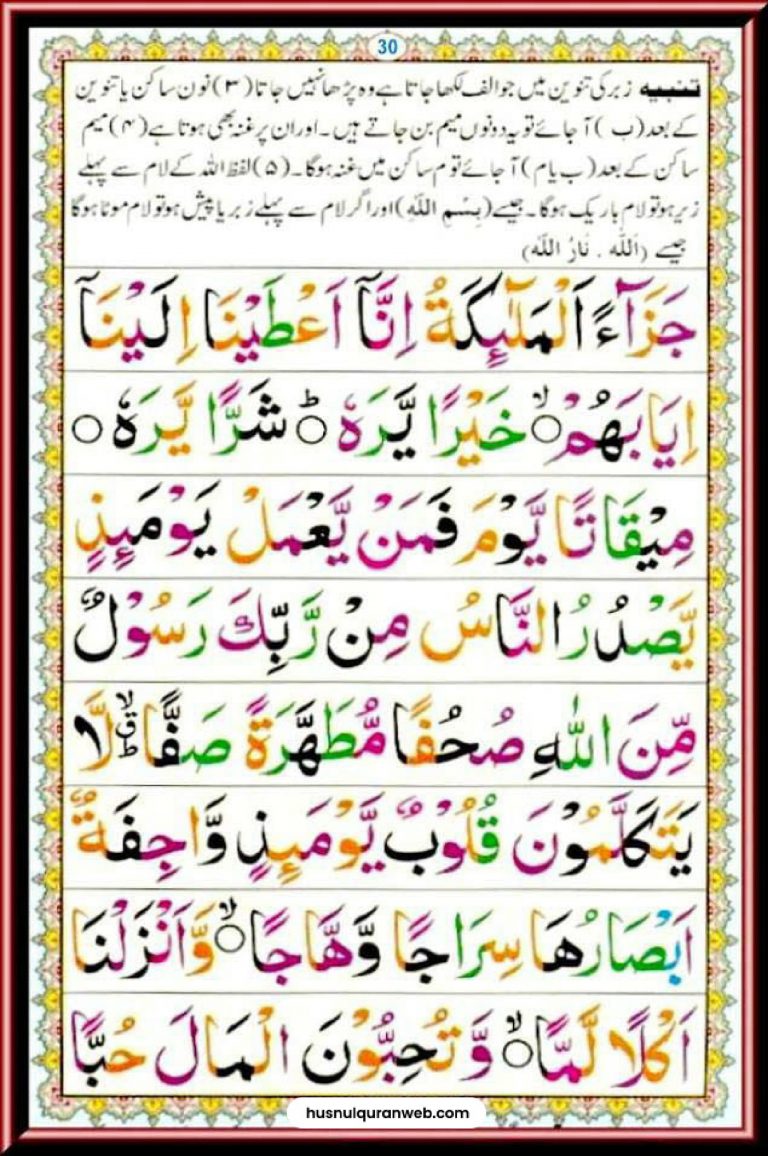 30
تنبیہ زبر کی تنوین میں جو الف لکھا جاتا ہے وہ پڑھا نہیں جاتا (۳) نون ساکن یا تنوین
کے بعد (ب) آ جائے تو یہ دونوں میم بن جاتے ہیں۔ اور ان پر غنہ بھی ہوتا ہے (۴) میم
ساکن کے بعد (ب یا م) آ جائے تو م ساکن میں غنہ ہوگا۔ (۵) لفظ اللہ کے لام سے پہلے
زیر ہو تو لام باریک ہوگا۔ جیسے (بِسْمِ اللّٰہِ) اور اگر لام سے پہلے زبر یا پیش ہو تو لام موٹا ہوگا
جیسے (اَللّٰہُ ۔ نَارُ اللّٰہِ)
جَزَآءً اَلْمَلٰٓئِكَةُ اِنَّآ اَعْطَيْنَا اِلَيْنَآ
اِيَابَهُمْ ۙ○ خَيْرًا يَّرَهٗ ○ؕ شَرًّا يَّرَهٗ ○
مِيْقَاتًا يَّوْمَ فَمَنْ يَّعْمَلْ يَوْمَئِذٍ
يَّصْدُرُ النَّاسُ مِنْ رَّبِّكَ رَسُوْلٌ
مِّنَ اللّٰهِ صُحُفًا مُّطَهَّرَةً صَفًّا ۙۗؕ لَّا
يَتَكَلَّمُوْنَ قُلُوْبٌ يَّوْمَئِذٍ وَّاجِفَةٌ
اَبْصَارُهَا سِرَاجًا وَّهَّاجًا ۙ○ وَّاَنْزَلْنَا
اَكْلًا لَّمًّا ۙ○ وَّ تُحِبُّوْنَ الْمَالَ حُبًّا
husnulquranweb.com